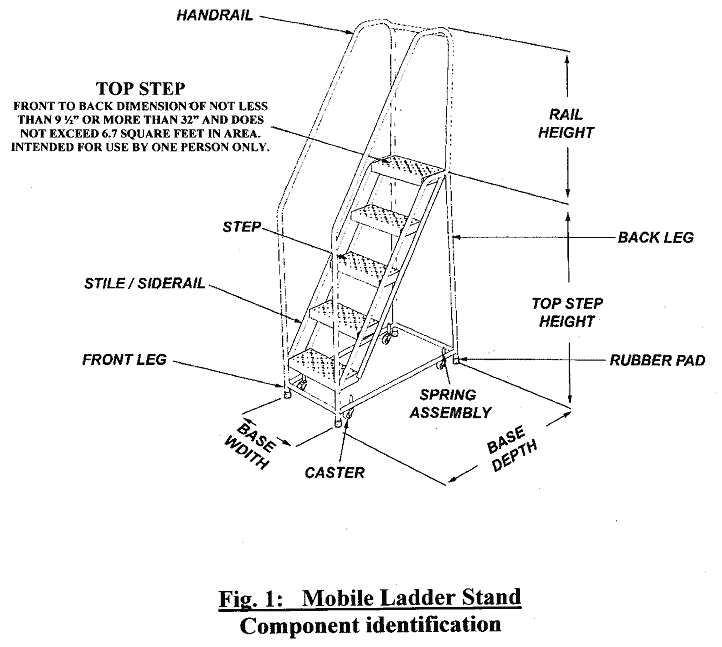 HANDRAIL
TOP STEP
FRONT TO BACK DIMENSION OF NOT LESS
THAN 9 ½" OR MORE THAN 32" AND DOES
NOT EXCEED 6.7 SQUARE FEET IN AREA.
INTENDED FOR USE BY ONE PERSON ONLY.
RAIL
HEIGHT
STEP
BACK LEG
STILE / SIDERAIL
TOP STEP
HEIGHT
FRONT LEG
RUBBER PAD
SPRING
ASSEMBLY
BASE
WDITH
BASE
DEPTH
CASTER
Fig. 1: Mobile Ladder Stand
Component identification